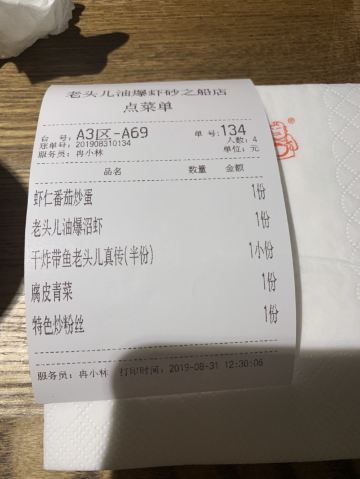 老头儿油爆虾砂之船店
点菜单
台 号: A3区-A69 单 号: 134
账单号: 201908310134 人数: 4
服务员: 冉小林 单位: 元
品名 数量 金额
虾仁番茄炒蛋 1份
老头儿油爆沼虾 1份
干炸带鱼老头儿真传(半份) 1小份
腐皮青菜 1份
特色炒粉丝 1份
服务员: 冉小林 打印时间: 2019-08-31 12:30:06
®